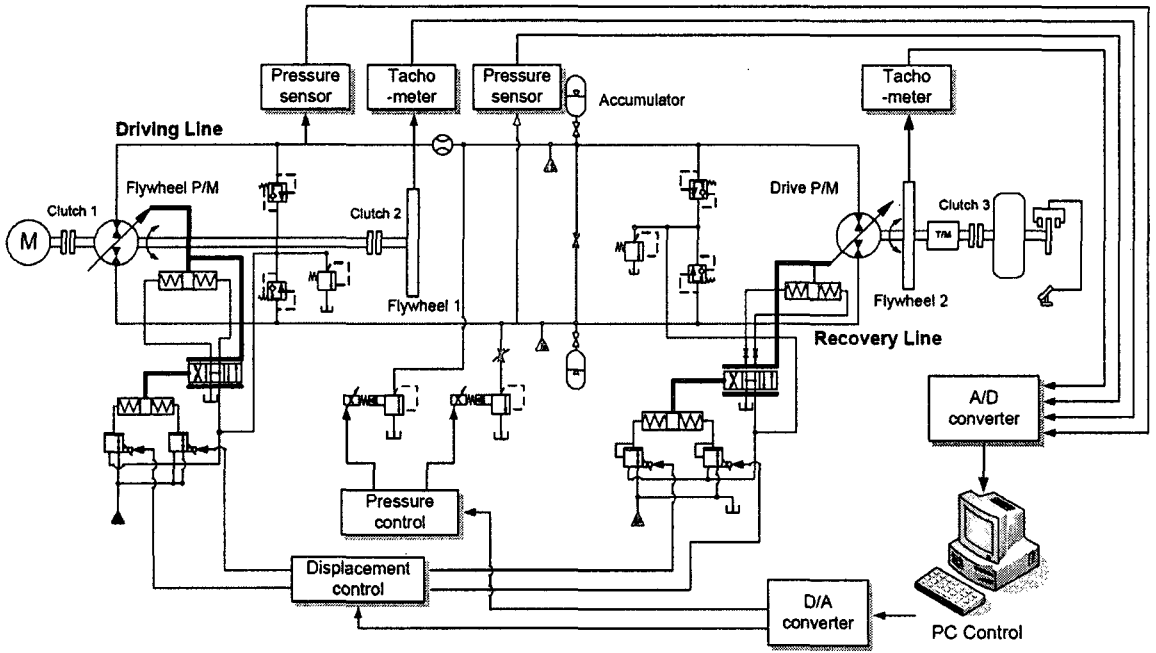 Pressure
sensor
Tacho
-meter
Pressure
sensor
Accumulator
Tacho
-meter
Driving Line
Flywheel P/M
Clutch 1
M
Clutch 2
Flywheel 1
Drive P/M
Clutch 3
T/M
Flywheel 2
Recovery Line
A/D
converter
Pressure
control
Displacement
control
D/A
converter
PC Control